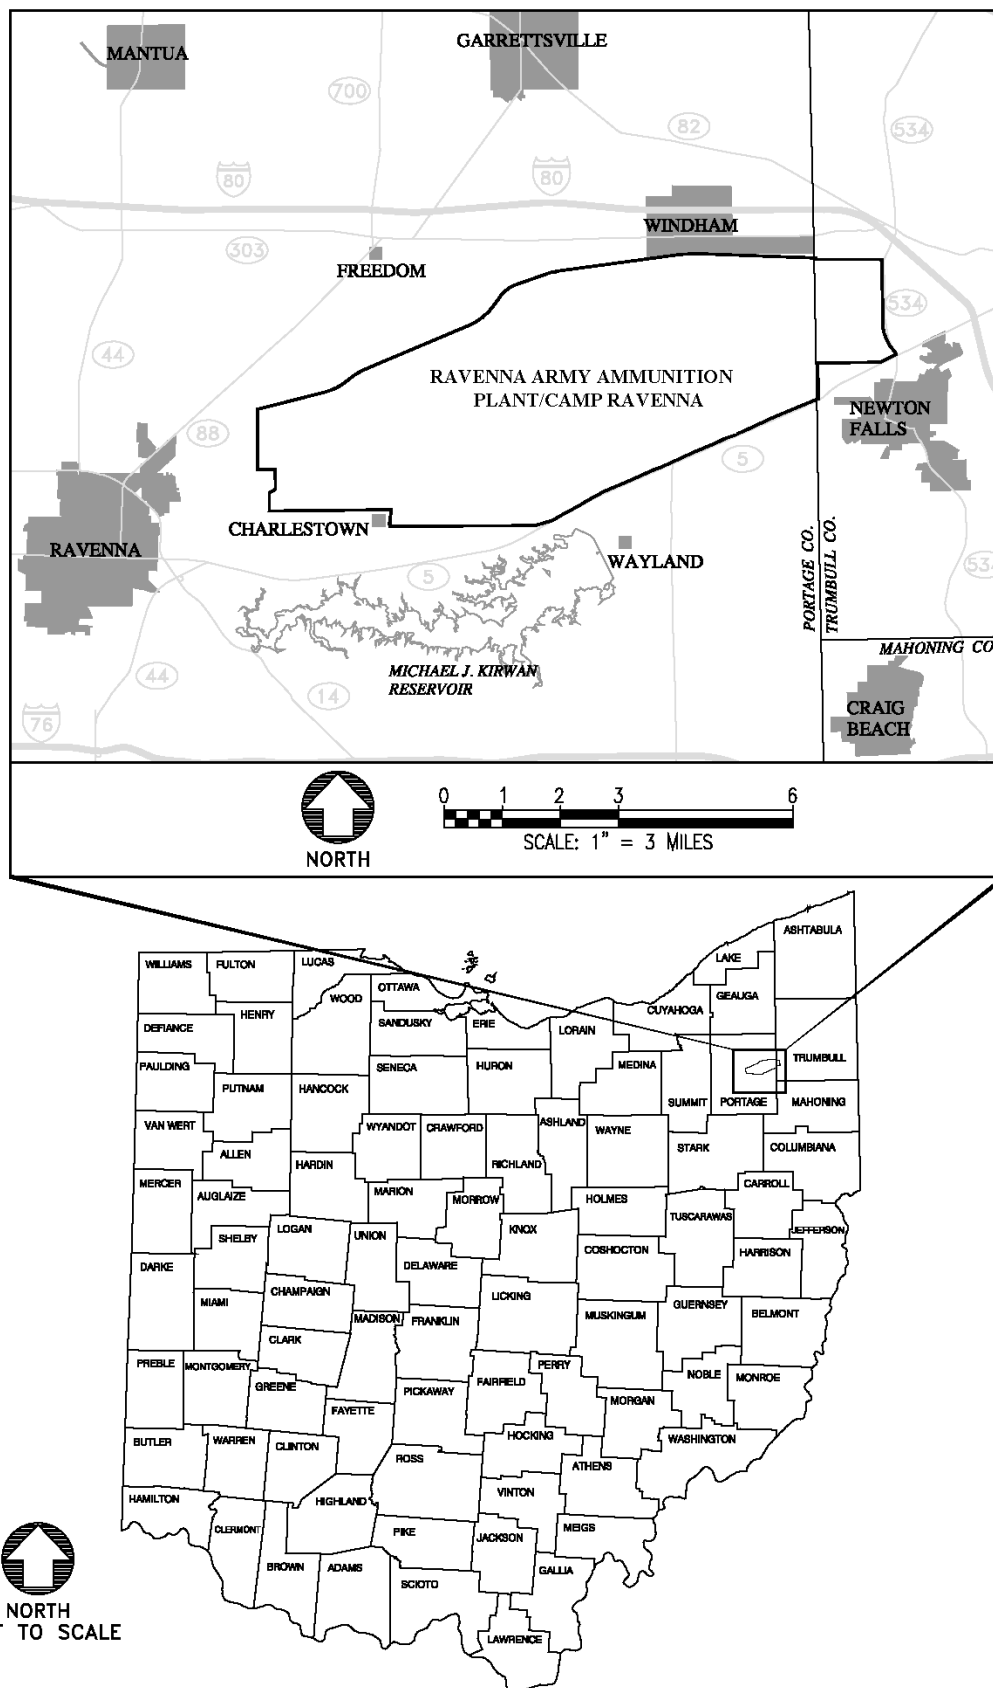 MANTUA
GARRETTSVILLE
700
82
534
80
80
WINDHAM
303
FREEDOM
534
44
RAVENNA ARMY AMMUNITION
PLANT/CAMP RAVENNA
NEWTON
FALLS
88
5
CHARLESTOWN
RAVENNA
WAYLAND
PORTAGE CO.
TRUMBULL CO.
5
534
MAHONING CO
MICHAEL J. KIRWAN
RESERVOIR
44
14
76
CRAIG
BEACH
0 1 2 3 6
SCALE: 1" = 3 MILES
NORTH
ASHTABULA
LAKE
WILLIAMS
FULTON
LUCAS
OTTAWA
GEAUGA
WOOD
CUYAHOGA
HENRY
SANDUSKY
ERIE
LORAIN
DEFIANCE
TRUMBULL
PAULDING
SENECA
HURON
MEDINA
PUTNAM
HANCOCK
SUMMIT
PORTAGE
MAHONING
VAN WERT
WYANDOT
CRAWFORD
ASHLAND
WAYNE
ALLEN
STARK
COLUMBIANA
HARDIN
RICHLAND
MERCER
AUGLAIZE
MARION
MORROW
HOLMES
CARROLL
TUSCARAWAS
LOGAN
UNION
KNOX
JEFFERSON
SHELBY
COSHOCTON
HARRISON
DARKE
DELAWARE
CHAMPAIGN
LICKING
MIAMI
MUSKINGUM
GUERNSEY
BELMONT
MADISON
FRANKLIN
CLARK
PREBLE
MONTGOMERY
PERRY
NOBLE
MONROE
GREENE
PICKAWAY
FAIRFIELD
MORGAN
FAYETTE
BUTLER
WARREN
CLINTON
HOCKING
WASHINGTON
ROSS
ATHENS
HAMILTON
HIGHLAND
VINTON
CLERMONT
PIKE
JACKSON
MEIGS
BROWN
ADAMS
SCIOTO
GALLIA
LAWRENCE
NORTH
T TO SCALE